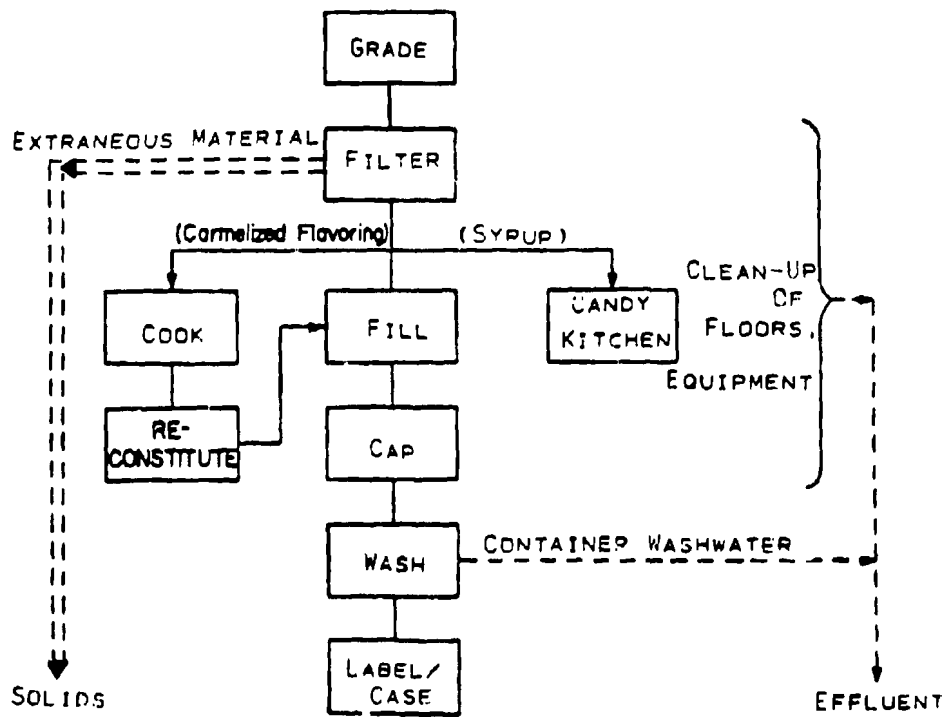 GRADE
EXTRANEOUS MATERIAL
FILTER
(Carmelized Flavoring)
(SYRUP)
CLEAN-UP
OF
FLOORS,
EQUIPMENT
COOK
FILL
CANDY
KITCHEN
RE-
CONSTITUTE
CAP
WASH
CONTAINER WASHWATER
LABEL/
CASE
SOLIDS
EFFLUENT